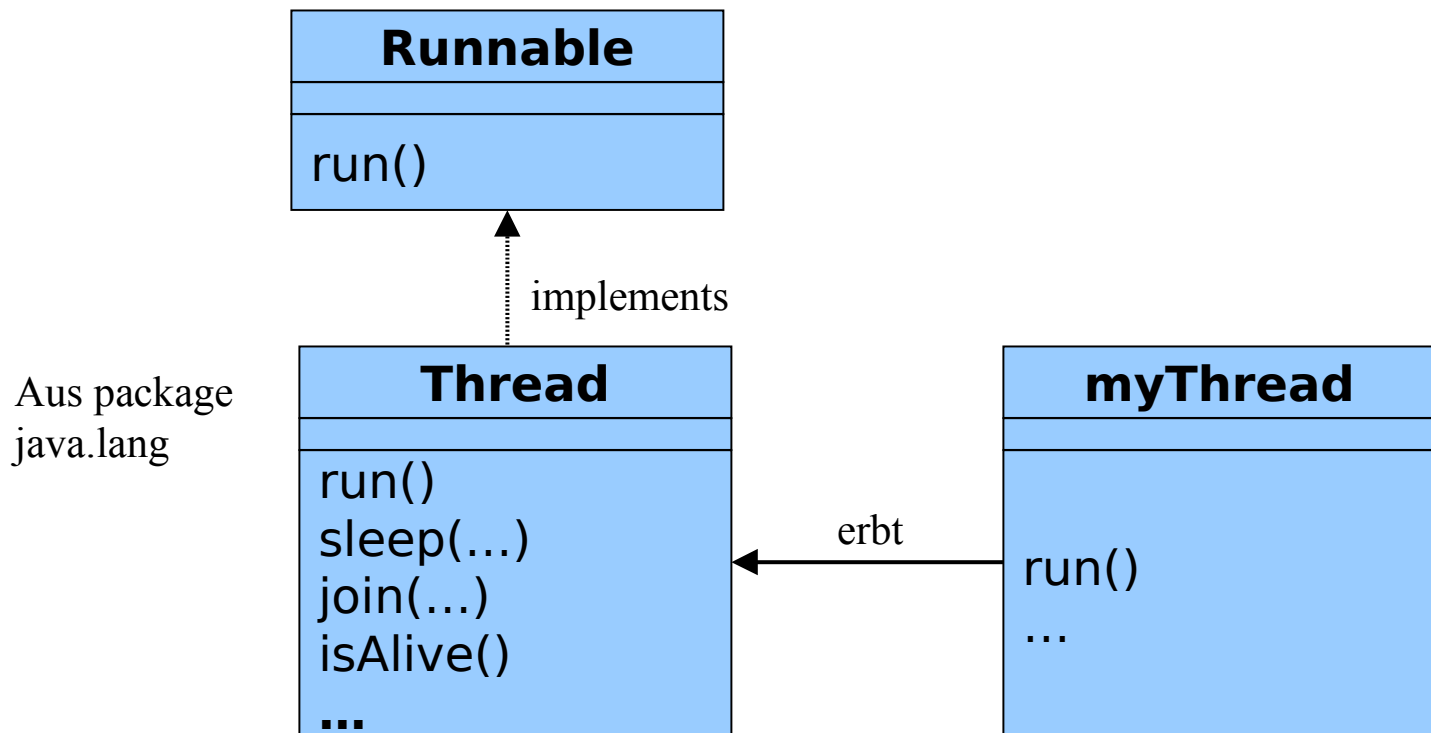 Runnable
run()
implements
Aus package
java.lang
Thread
run()
sleep(...)
join(...)
isAlive()
...
erbt
myThread
run()
...